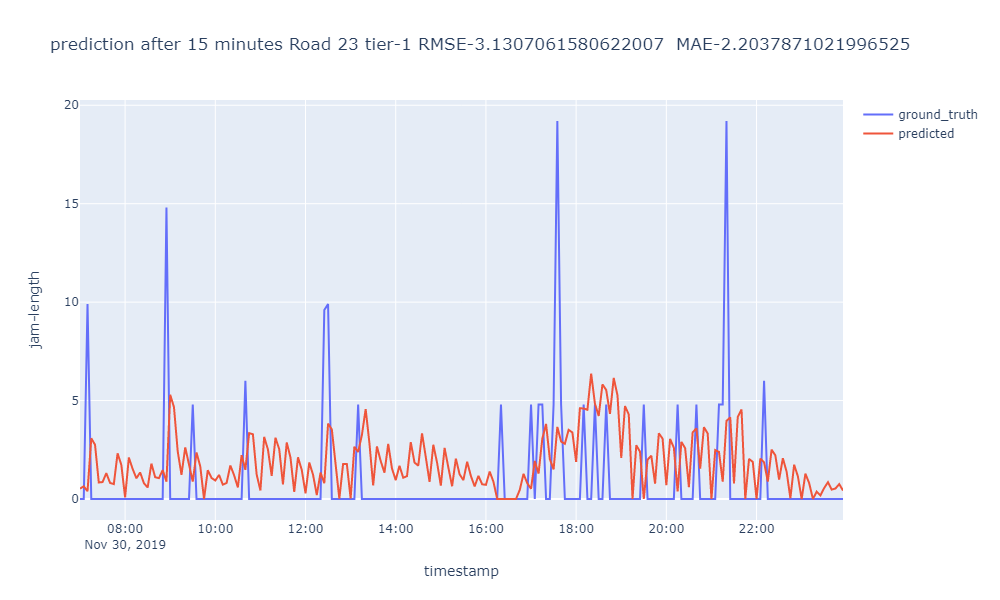 prediction after 15 minutes Road 23 tier-1 RMSE-3.1307061580622007  MAE-2.2037871021996525
ground_truth
predicted
jam-length
20
15
10
5
0
08:00 10:00 12:00 14:00 16:00 18:00 20:00 22:00
Nov 30, 2019
timestamp